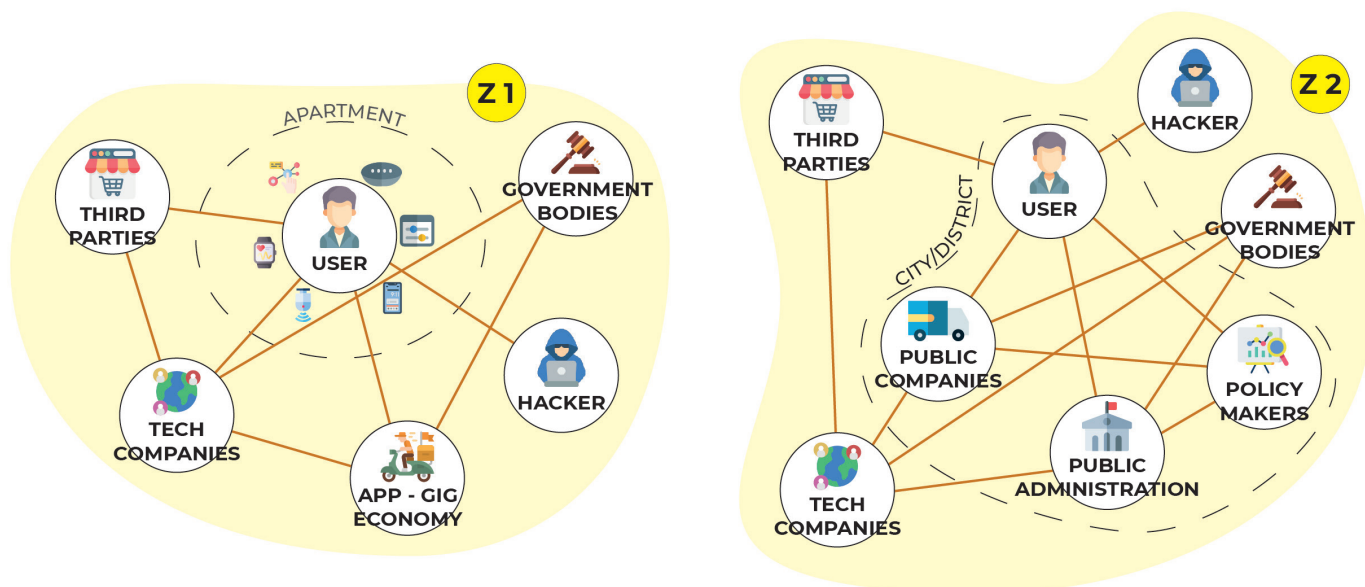 Z 1
APARTMENT
THIRD
PARTIES
USER
GOVERNMENT
BODIES
TECH
COMPANIES
HACKER
APP - GIG
ECONOMY
Z 2
HACKER
THIRD
PARTIES
USER
CITY/DISTRICT
GOVERNMENT
BODIES
PUBLIC
COMPANIES
POLICY
MAKERS
PUBLIC
ADMINISTRATION
TECH
COMPANIES